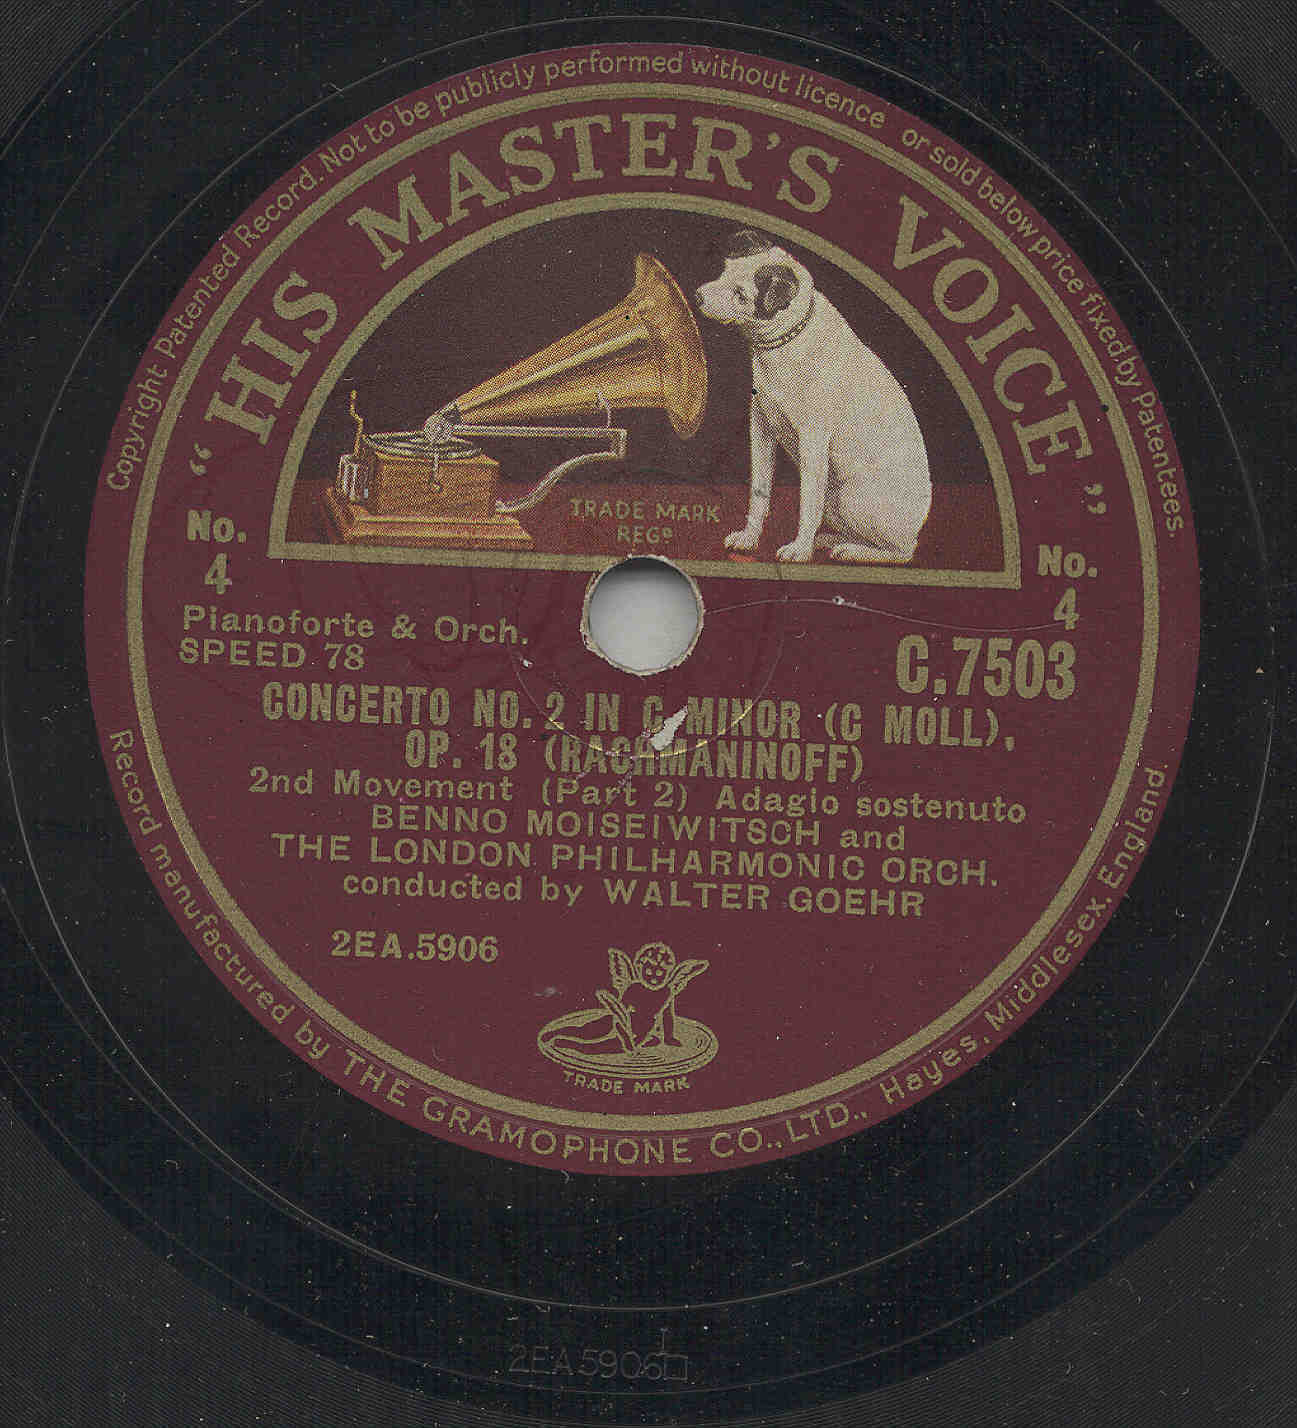 Copyright Patented Record. Not to be publicly performed without licence or sold below price fixed by Patentees.
"HIS MASTER'S VOICE"
TRADE MARK
REGD
No.
4
No.
4
Pianoforte & Orch.
SPEED 78
C.7503
CONCERTO NO. 2 IN C MINOR (C MOLL),
OP. 18 (RACHMANINOFF)
2nd Movement (Part 2) Adagio sostenuto
BENNO MOISEIWITSCH and
THE LONDON PHILHARMONIC ORCH.
conducted by WALTER GOEHR
2EA.5906
TRADE MARK
Record manufactured by THE GRAMOPHONE CO., LTD., Hayes, Middlesex, England.
2EA5906 I